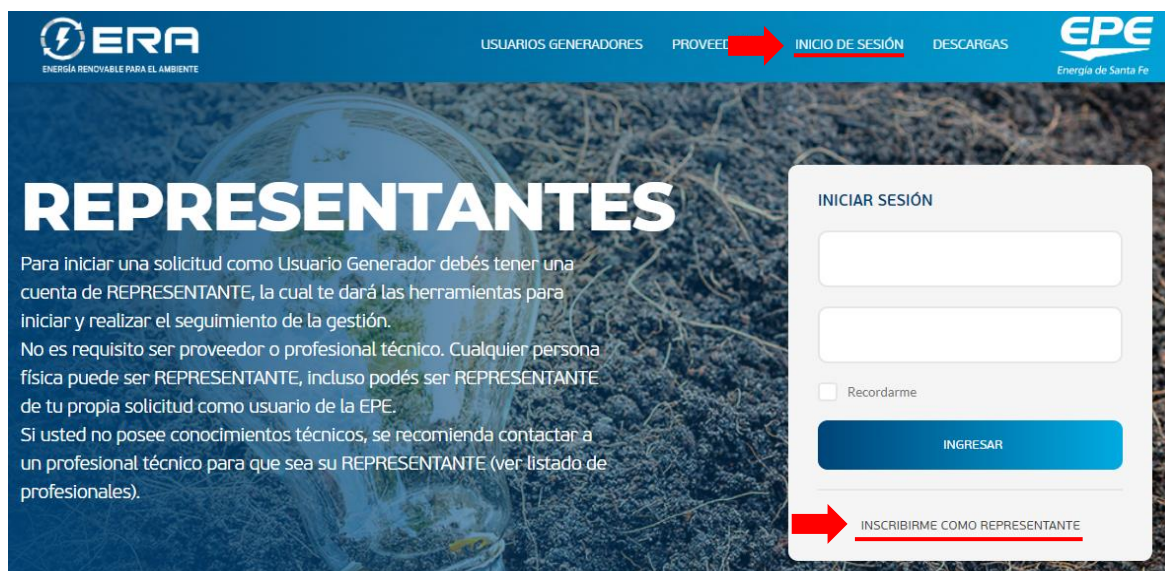 ERA
ENERGÍA RENOVABLE PARA EL AMBIENTE
USUARIOS GENERADORES
INICIO DE SESIÓN
DESCARGAS
EPE
Energía de Santa Fe
REPRESENTANTES
Para iniciar una solicitud como Usuario Generador debés tener una
cuenta de REPRESENTANTE, la cual te dará las herramientas para
iniciar y realizar el seguimiento de la gestión.
No es requisito ser proveedor o profesional técnico. Cualquier persona
física puede ser REPRESENTANTE, incluso podés ser REPRESENTANTE
de tu propia solicitud como usuario de la EPE.
Si usted no posee conocimientos técnicos, se recomienda contactar a
un profesional técnico para que sea su REPRESENTANTE (ver listado de
profesionales).
INICIAR SESIÓN
Recordarme
INGRESAR
INSCRIBIRME COMO REPRESENTANTE